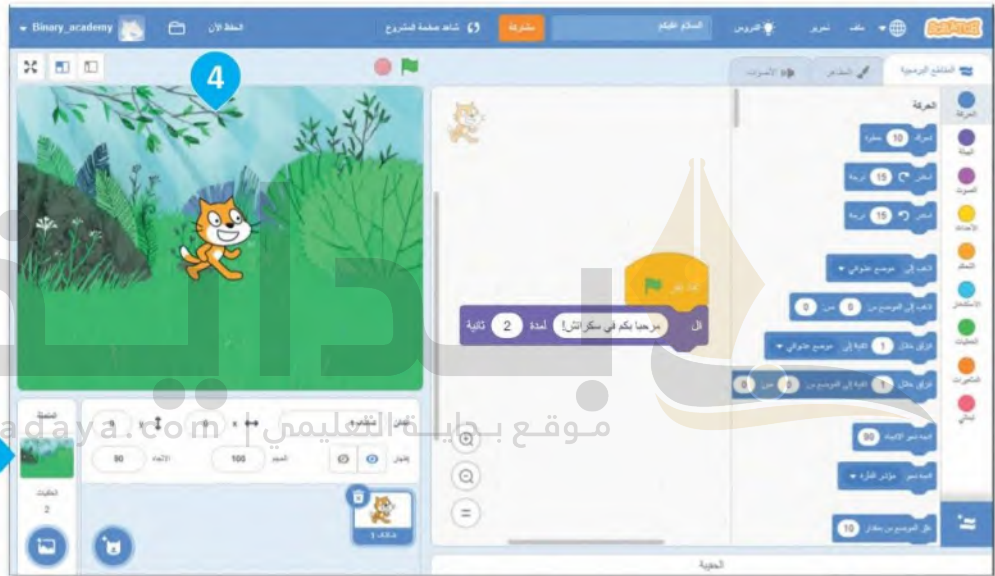 SCRATCH
ملف
تحرير
الدروس
السلام عليكم
مشاركة
شاهد صفحة المشروع
الحفظ الآن
Binary_academy
المقاطع البرمجية
المظاهر
الأصوات
الحركة
الهيئة
الصوت
الأحداث
التحكم
الاستشعار
العمليات
المتغيرات
لبناتي
الحركة
تحرك 10 خطوة
استدر 15 درجة
استدر 15 درجة
اذهب إلى موضع عشوائي
اذهب إلى الموضع س: 0 ص: 0
انزلق خلال 1 ثانية إلى موضع عشوائي
انزلق خلال 1 ثانية إلى الموضع س: 0 ص: 0
اتجه نحو الاتجاه 90
اتجه نحو مؤشر الفأرة
غيّر الموضع س بمقدار 10
عند نقر
قل مرحبا بكم في سكراتش! لمدة 2 ثانية
4
x
y
إظهار
الحجم 100
الاتجاه 90
المنصة
الخلفيات
2
الحقيبة
بداية
موقع بداية التعليمي | adaya.com